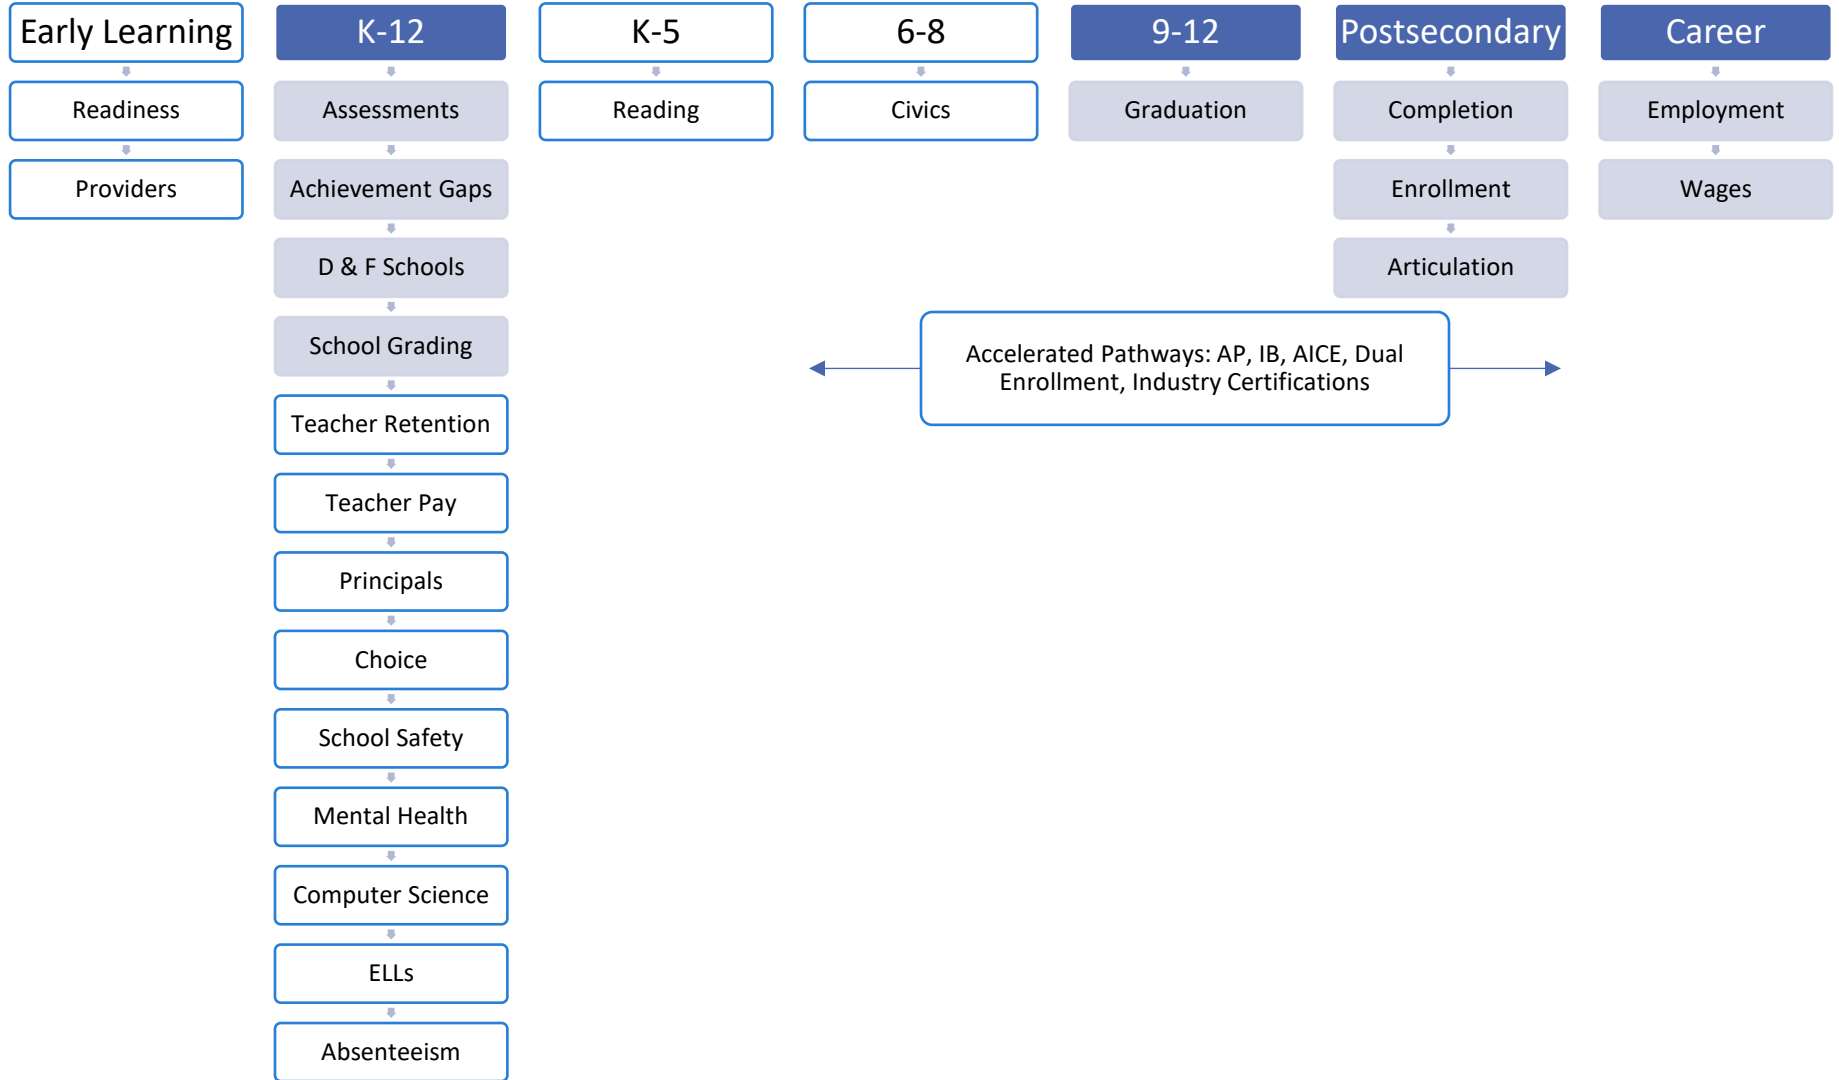 Early Learning
Readiness
Providers
K-12
Assessments
Achievement Gaps
D & F Schools
School Grading
Teacher Retention
Teacher Pay
Principals
Choice
School Safety
Mental Health
Computer Science
ELLs
Absenteeism
K-5
Reading
6-8
Civics
9-12
Graduation
Postsecondary
Completion
Enrollment
Articulation
Career
Employment
Wages
Accelerated Pathways: AP, IB, AICE, Dual
Enrollment, Industry Certifications